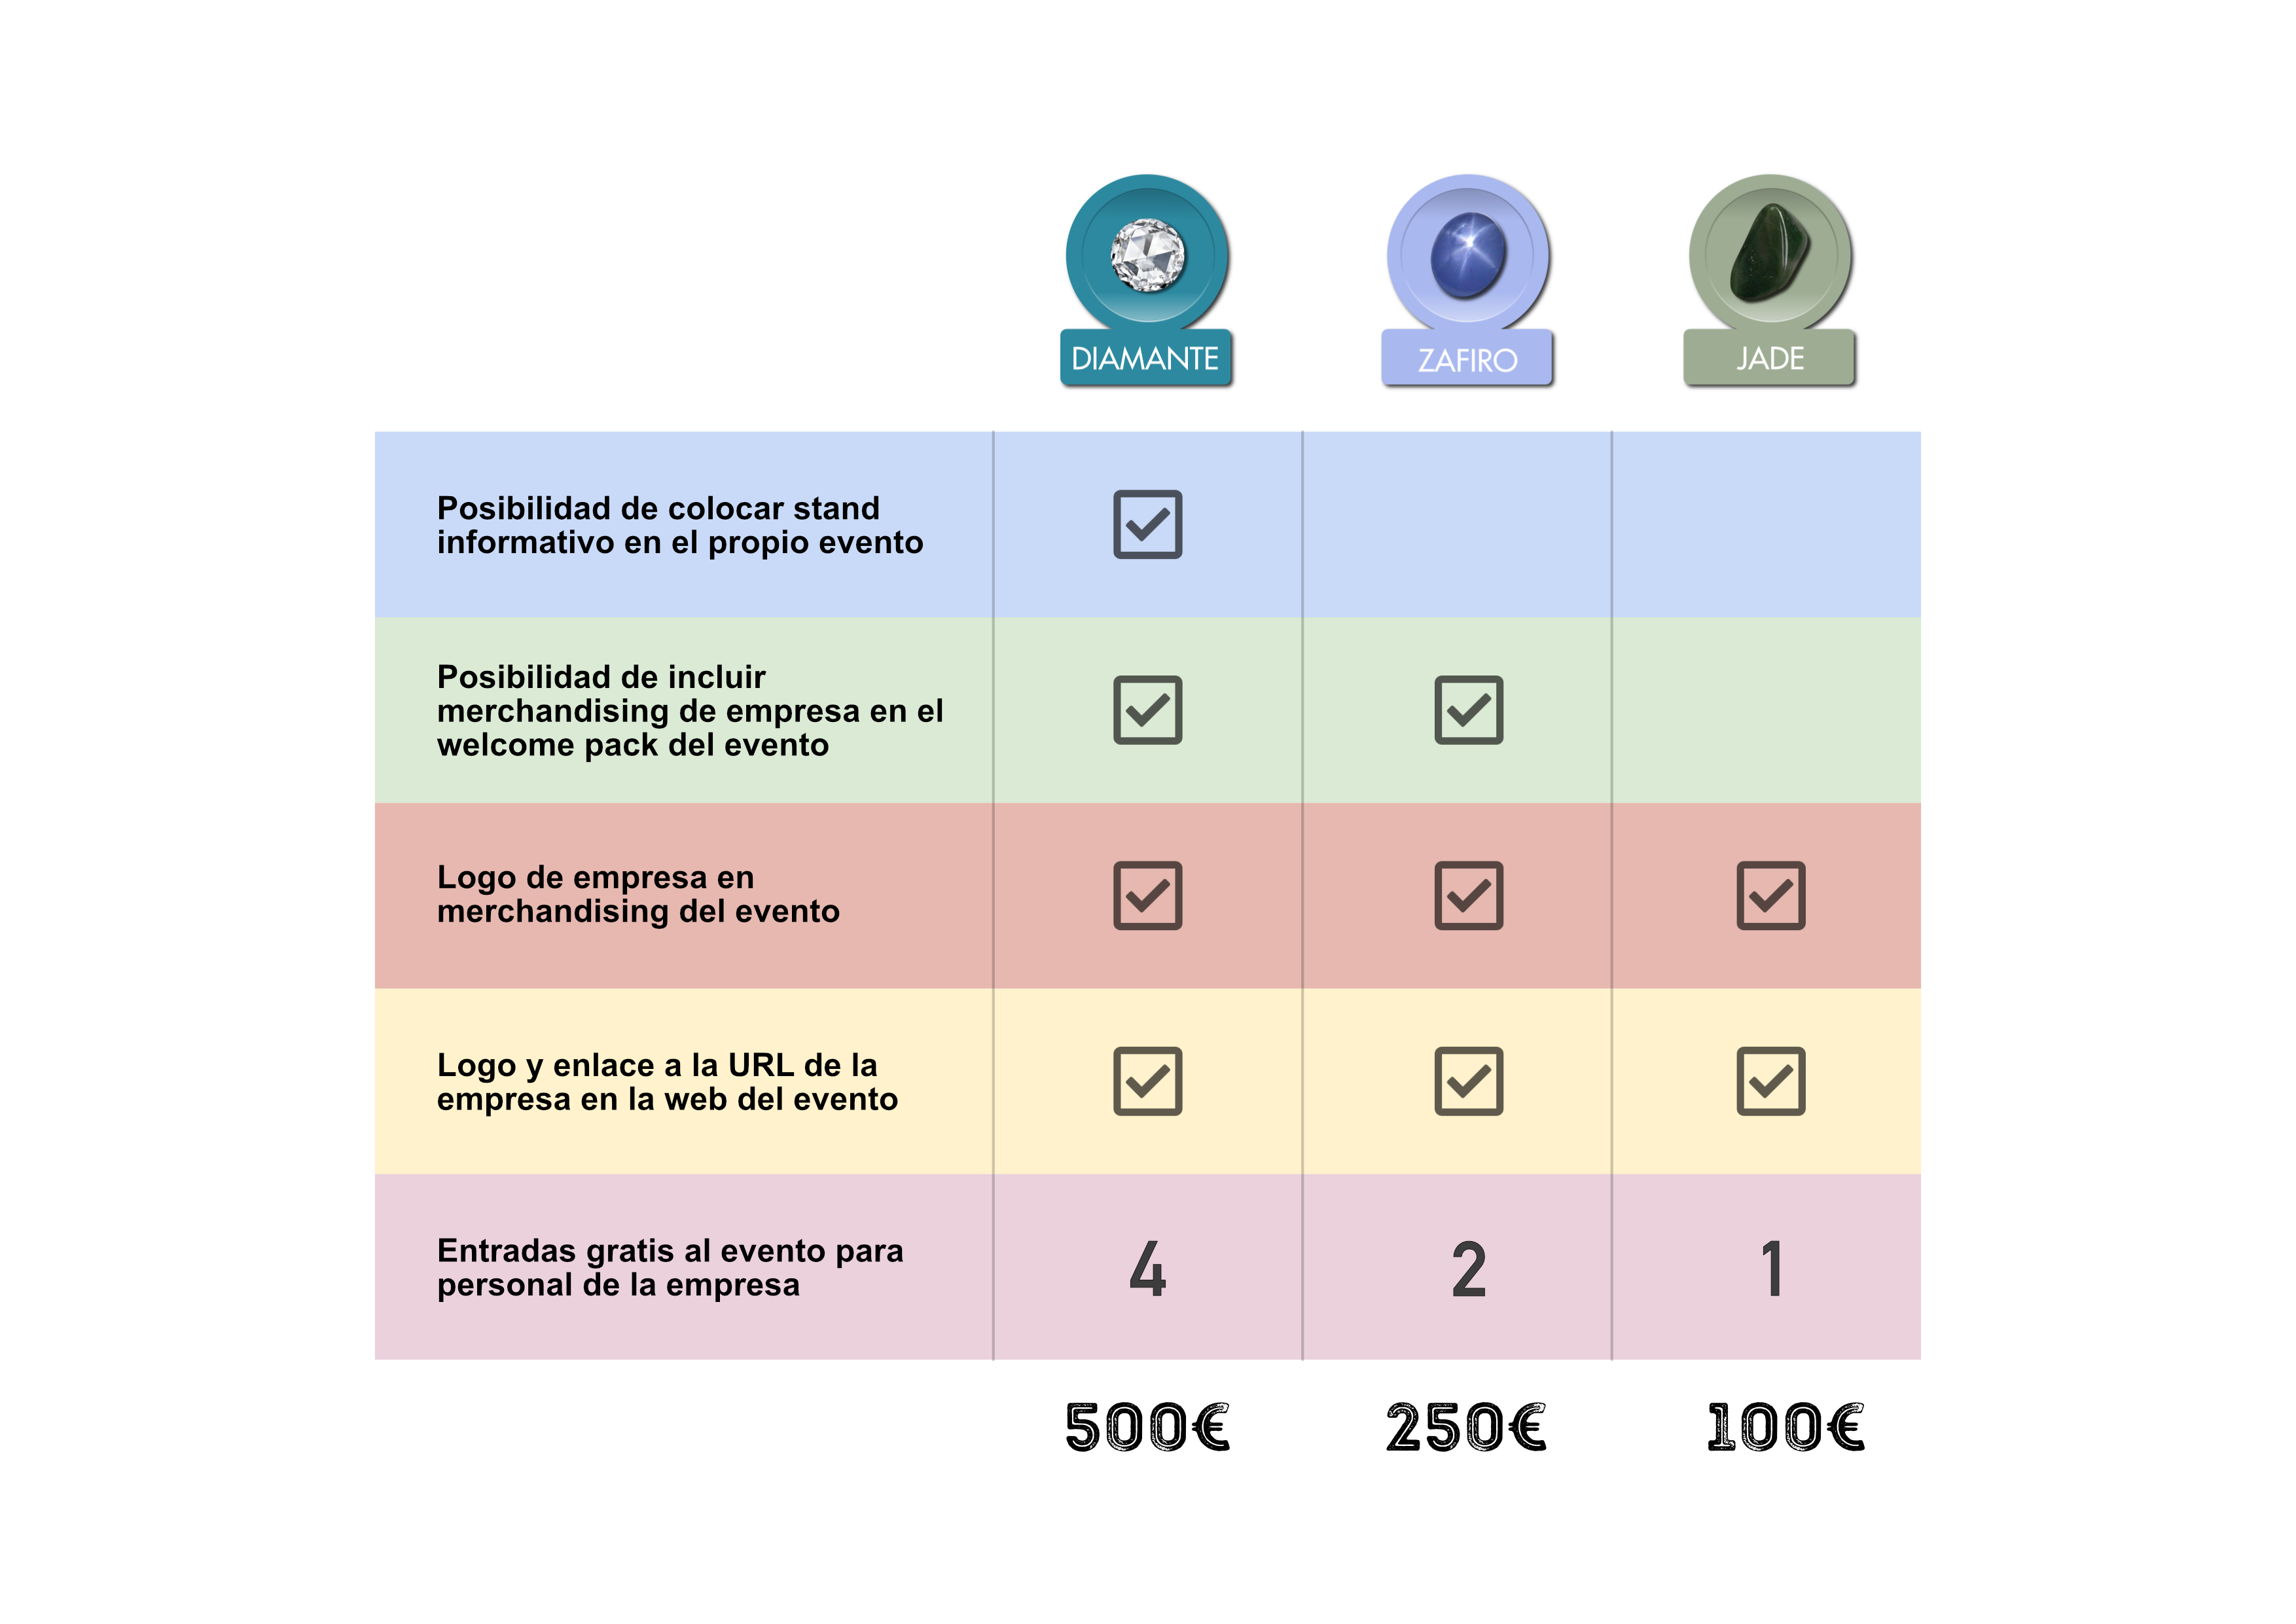 DIAMANTE
ZAFIRO
JADE
Posibilidad de colocar stand
informativo en el propio evento
Posibilidad de incluir
merchandising de empresa en el
welcome pack del evento
Logo de empresa en
merchandising del evento
Logo y enlace a la URL de la
empresa en la web del evento
Entradas gratis al evento para
personal de la empresa
4
2
1
500€
250€
100€